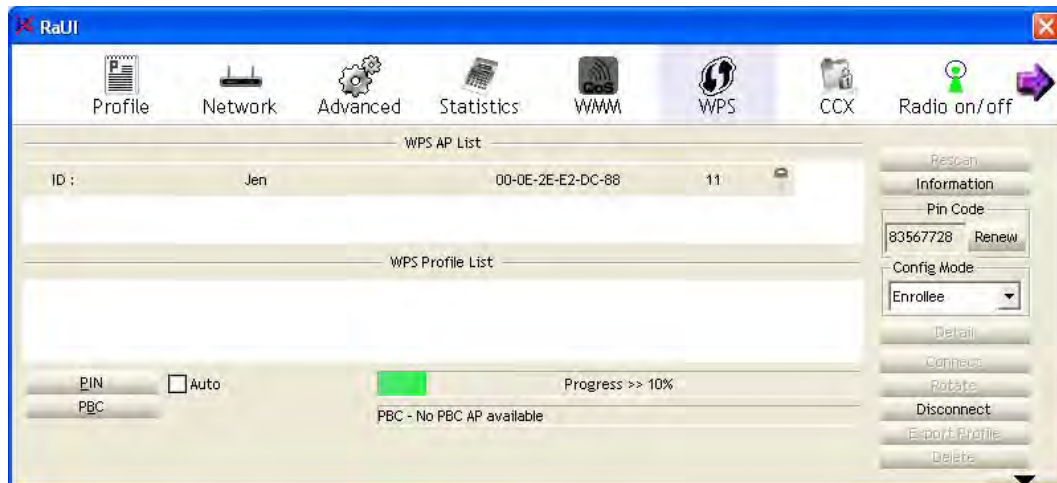 RaUI
Profile Network Advanced Statistics WMM WPS CCX Radio on/off
QoS
WPS AP List
ID : Jen 00-0E-2E-E2-DC-88 11
Rescan
Information
Pin Code
83567728 Renew
WPS Profile List
Config Mode
Enrollee
Detail
Connect
PIN Auto Progress >> 10%
Rotate
PBC PBC - No PBC AP available
Disconnect
Export Profile
Delete